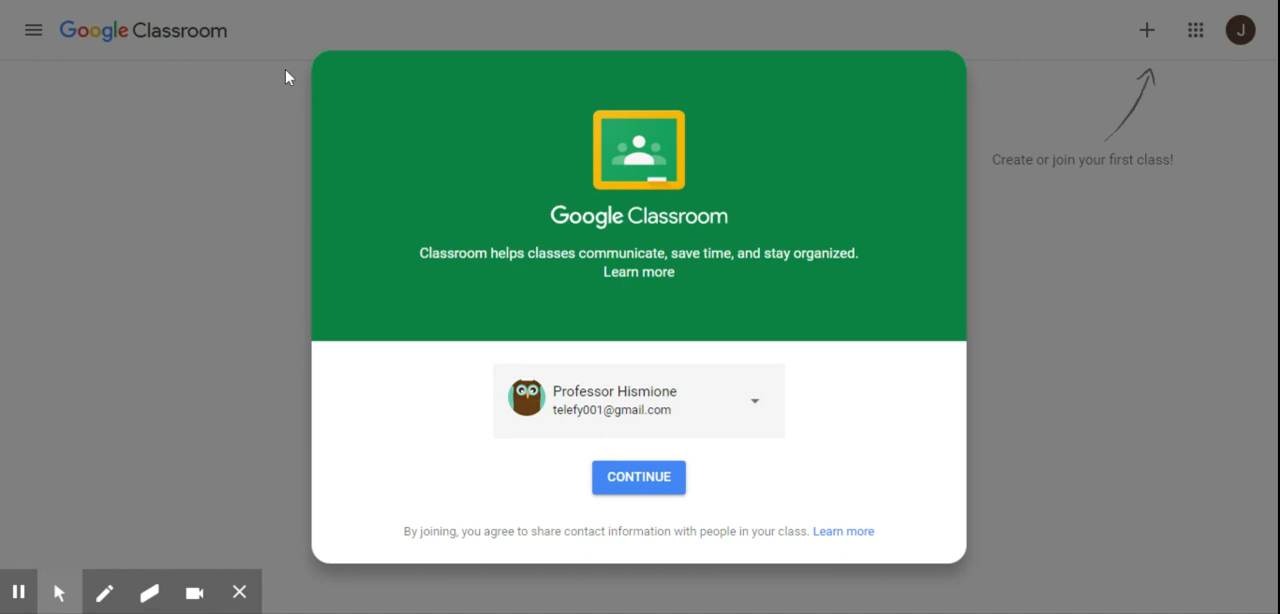 Google Classroom
J
Create or join your first class!
Google Classroom
Classroom helps classes communicate, save time, and stay organized.
Learn more
Professor Hismione
telefy001@gmail.com
CONTINUE
By joining, you agree to share contact information with people in your class. Learn more